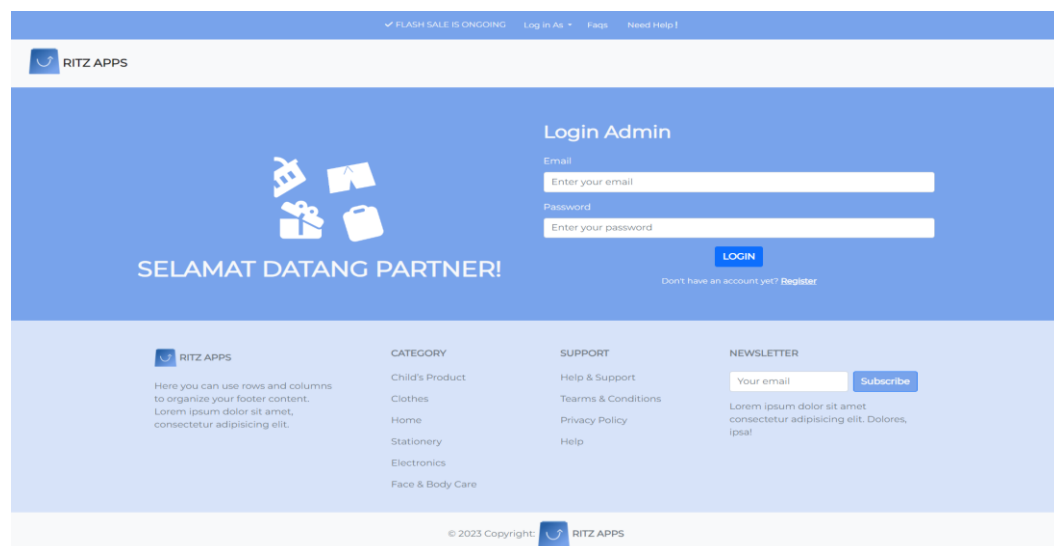 ✓ FLASH SALE IS ONGOING Log in As Faqs Need Help!
RITZ APPS
Login Admin
Email
Enter your email
Password
Enter your password
LOGIN
Don't have an account yet? Register
SELAMAT DATANG PARTNER!
RITZ APPS
Here you can use rows and columns
to organize your footer content.
Lorem ipsum dolor sit amet,
consectetur adipisicing elit.
CATEGORY
Child's Product
Clothes
Home
Stationery
Electronics
Face & Body Care
SUPPORT
Help & Support
Tearms & Conditions
Privacy Policy
Help
NEWSLETTER
Your email Subscribe
Lorem ipsum dolor sit amet
consectetur adipisicing elit. Dolores,
ipsa!
© 2023 Copyright: RITZ APPS